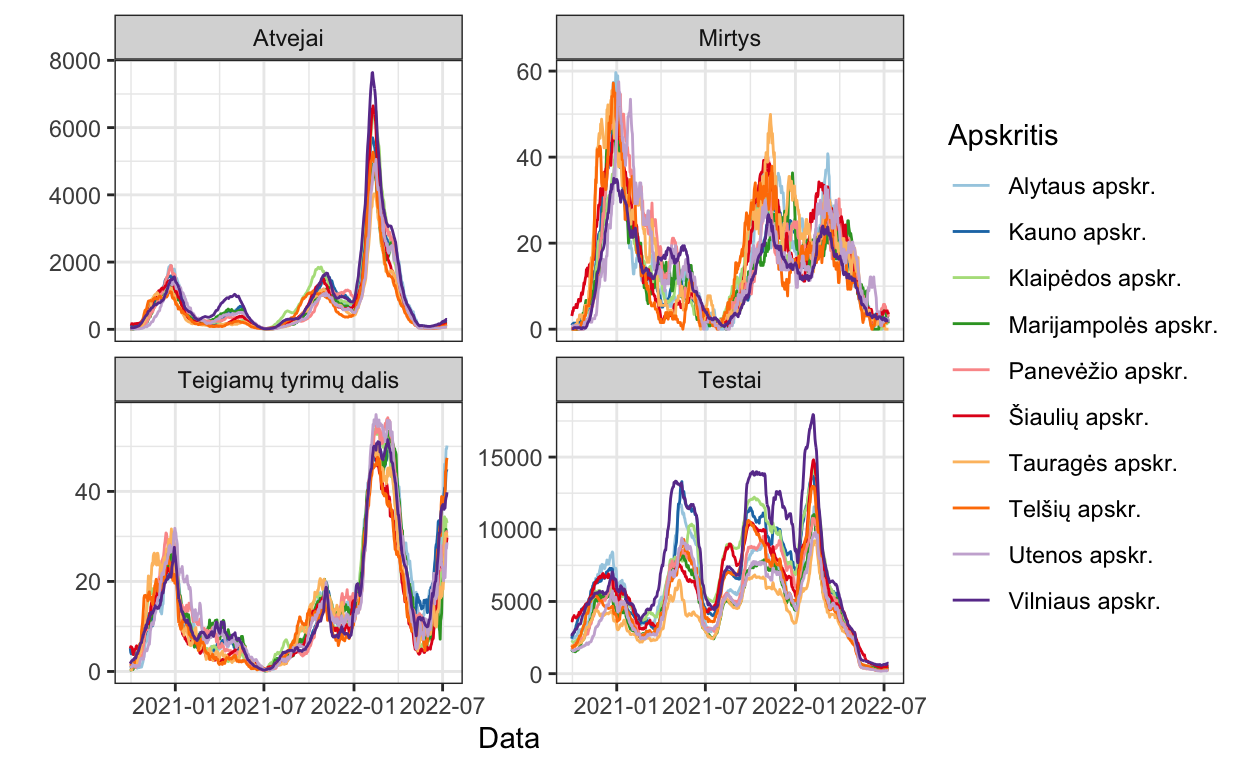 Atvejai
Mirtys
8000
6000
4000
2000
0
60
40
20
0
Teigiamų tyrimų dalis
Testai
40
20
0
15000
10000
5000
0
2021-01 2021-07 2022-01 2022-07
2021-01 2021-07 2022-01 2022-07
Data
Apskritis
Alytaus apskr.
Kauno apskr.
Klaipėdos apskr.
Marijampolės apskr.
Panevėžio apskr.
Šiaulių apskr.
Tauragės apskr.
Telšių apskr.
Utenos apskr.
Vilniaus apskr.